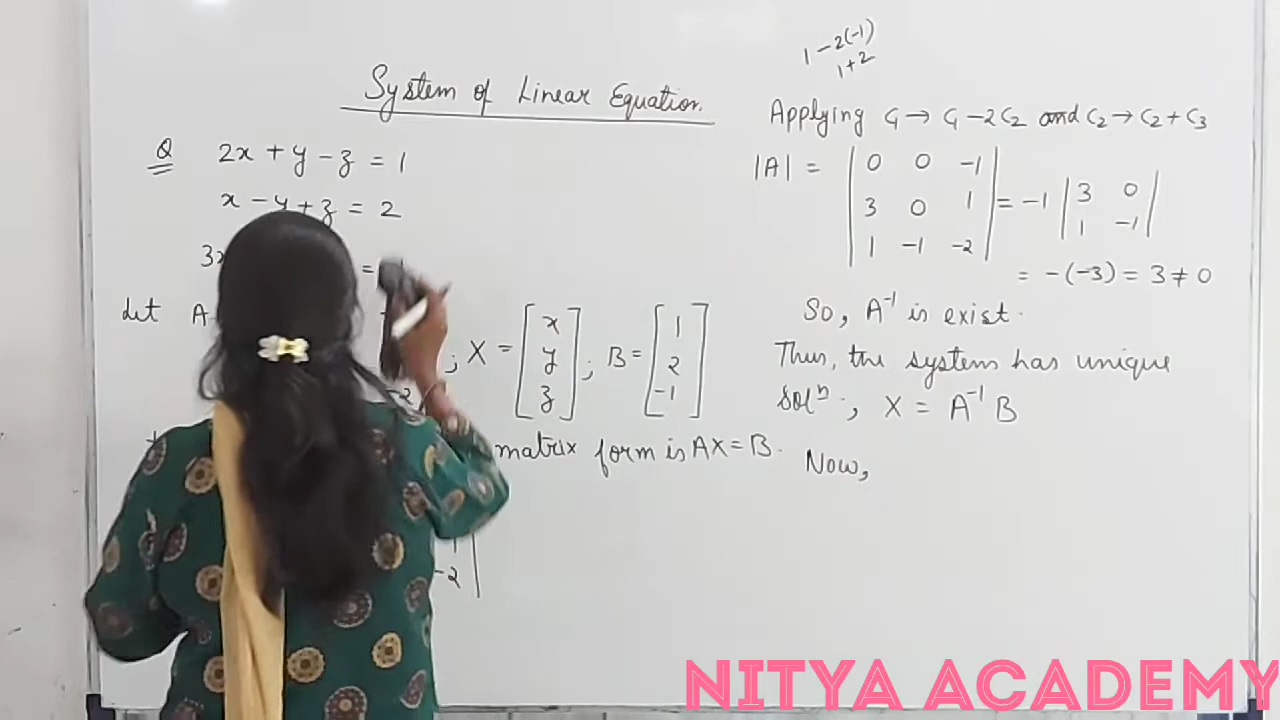 System of Linear Equation.
Q 2x + y - z = 1
x - y + z = 2
3x =
Let A
; X = [x y z] ; B = [1 2 -1]
-2
matrix form is AX = B.
-2
1 - 2(-1)
1 + 2
Applying C1 → C1 - 2C2 and C2 → C2 + C3
|A| = | 0 0 -1 |
| 3 0 1 | = -1 | 3 0 |
| 1 -1 -2 | | 1 -1 |
= -(-3) = 3 ≠ 0
So, A⁻¹ is exist.
Thus, the system has unique
Solⁿ., X = A⁻¹ B
Now,
NITYA ACADEMY